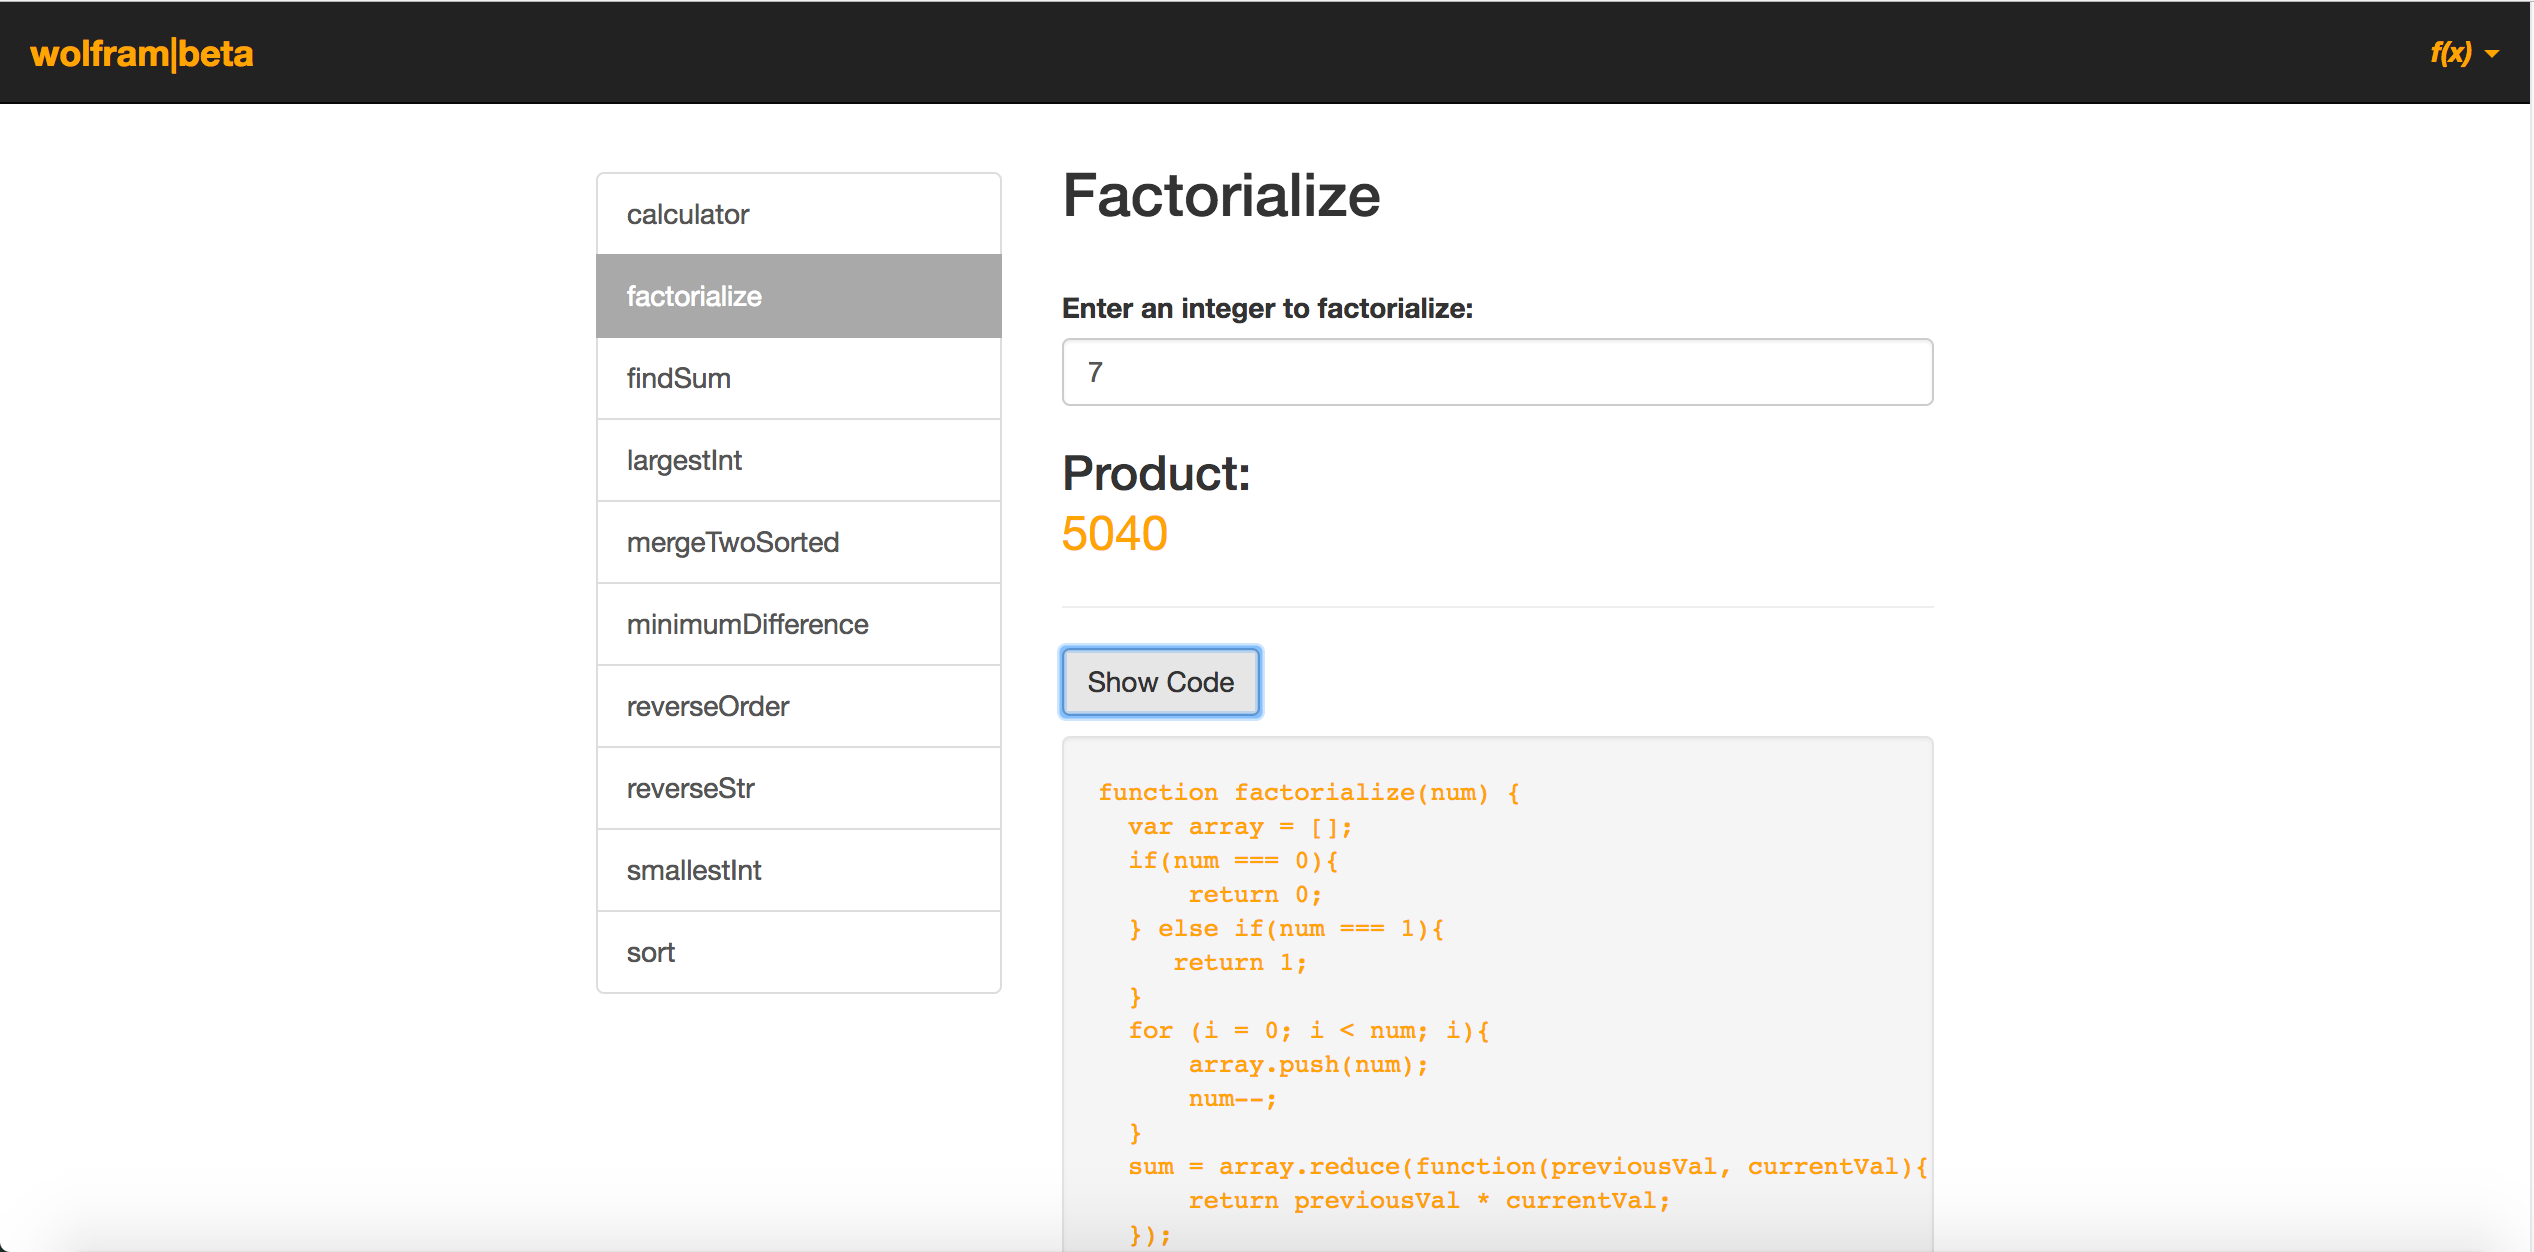 wolfram|beta
f(x)
calculator
factorialize
findSum
largestInt
mergeTwoSorted
minimumDifference
reverseOrder
reverseStr
smallestInt
sort
Factorialize
Enter an integer to factorialize:
7
Product:
5040
Show Code
function factorialize(num) {
  var array = [];
  if(num === 0){
      return 0;
  } else if(num === 1){
     return 1;
  }
  for (i = 0; i < num; i){
      array.push(num);
      num--;
  }
  sum = array.reduce(function(previousVal, currentVal){
      return previousVal * currentVal;
  });